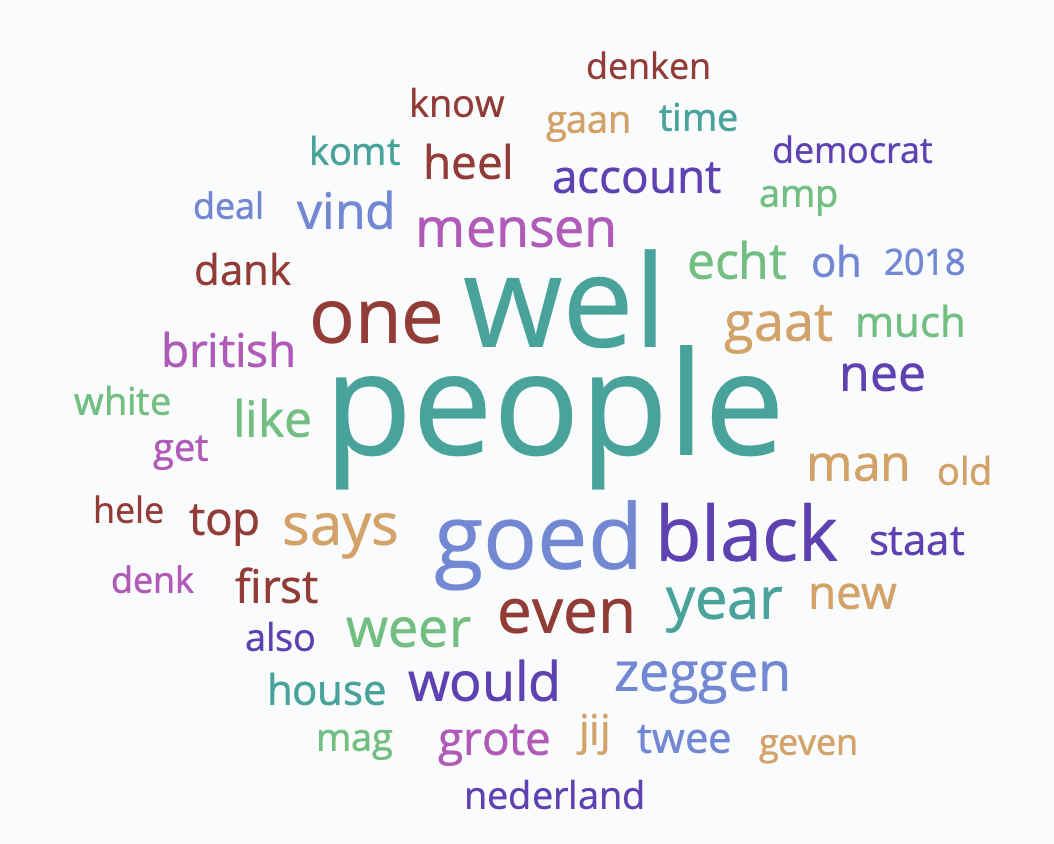 denken
know
gaan time
komt heel account democrat
deal vind mensen amp
dank one wel echt oh 2018
british gaat much
white like people nee
get man old
hele top says goed black staat
denk first even year new
also weer
house would zeggen
mag grote jij twee geven
nederland